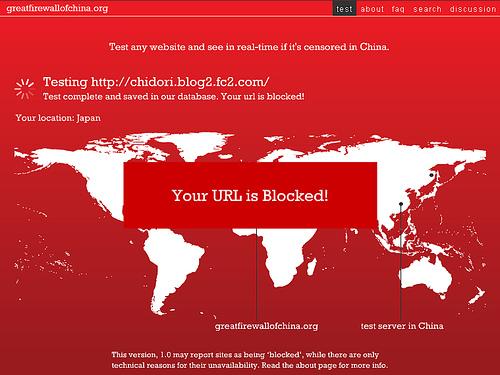 greatfirewallofchina.org
test about faq search discussion
Test any website and see in real-time if it's censored in China.
Testing http://chidori.blog2.fc2.com/
Test complete and saved in our database. Your url is blocked!
Your location: Japan
Your URL is Blocked!
greatfirewallofchina.org
test server in China
This version, 1.0 may report sites as being 'blocked', while there are only
technical reasons for their unavailability. Read the about page for more info.